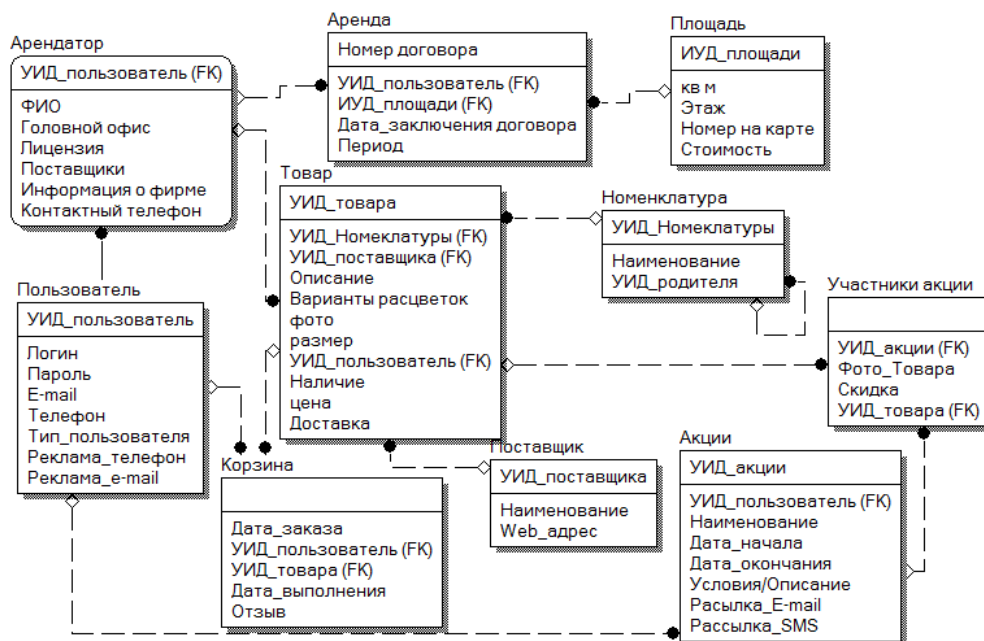 Арендатор
УИД_пользователь (FK)
ФИО
Головной офис
Лицензия
Поставщики
Информация о фирме
Контактный телефон
Аренда
Номер договора
УИД_пользователь (FK)
ИУД_площади (FK)
Дата_заключения договора
Период
Площадь
ИУД_площади
кв м
Этаж
Номер на карте
Стоимость
Товар
УИД_товара
УИД_Номеклатуры (FK)
УИД_поставщика (FK)
Описание
Варианты расцветок
фото
размер
УИД_пользователь (FK)
Наличие
цена
Доставка
Номенклатура
УИД_Номеклатуры
Наименование
УИД_родителя
Участники акции
УИД_акции (FK)
Фото_Товара
Скидка
УИД_товара (FK)
Пользователь
УИД_пользователь
Логин
Пароль
E-mail
Телефон
Тип_пользователя
Реклама_телефон
Реклама_e-mail
Корзина
Дата_заказа
УИД_пользователь (FK)
УИД_товара (FK)
Дата_выполнения
Отзыв
Поставщик
УИД_поставщика
Наименование
Web_адрес
Акции
УИД_акции
УИД_пользователь (FK)
Наименование
Дата_начала
Дата_окончания
Условия/Описание
Расылка_E-mail
Рассылка_SMS